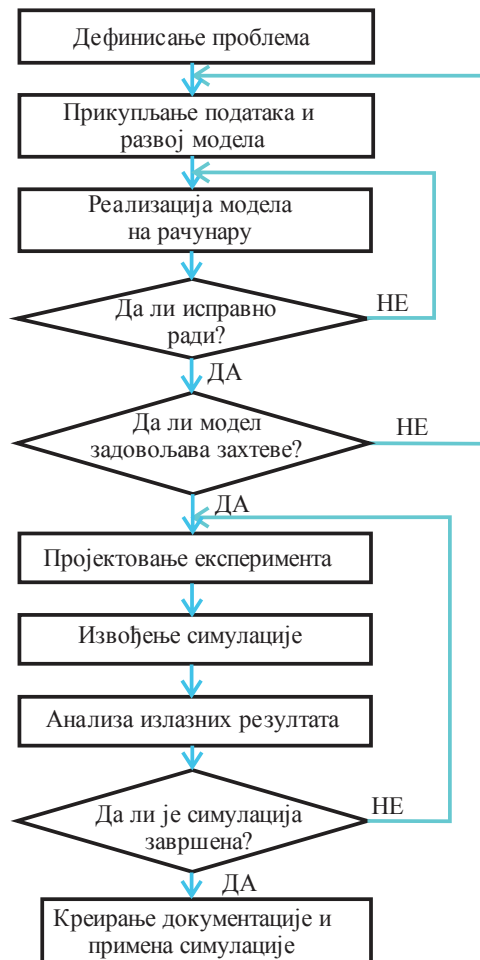 Дефинисање проблема
Прикупљање података и
развој модела
Реализација модела
на рачунару
Да ли исправно
ради?
НЕ
ДА
Да ли модел
задовољава захтеве?
НЕ
ДА
Пројектовање експеримента
Извођење симулације
Анализа излазних резултата
Да ли је симулација
завршена?
НЕ
ДА
Креирање документације и
примена симулације